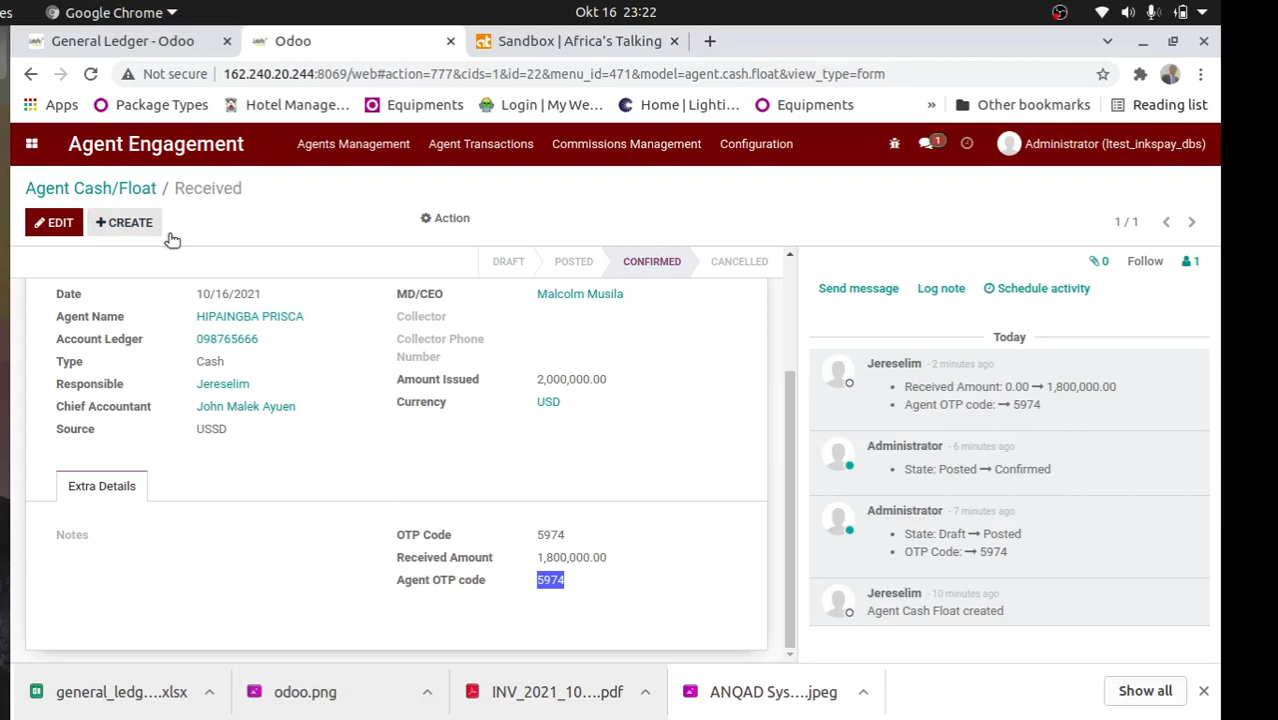 es
Google Chrome
Okt 16 23:22
General Ledger - Odoo
Odoo
Sandbox | Africa's Talking
Not secure
162.240.20.244:8069/web#action=777&cids=1&id=22&menu_id=471&model=agent.cash.float&view_type=form
Apps
Package Types
Hotel Manage...
Equipments
Login | My We...
Home | Lighti...
Equipments
»
Other bookmarks
Reading list
Agent Engagement
Agents Management
Agent Transactions
Commissions Management
Configuration
1
Administrator (ltest_inkspay_dbs)
Agent Cash/Float / Received
EDIT
+ CREATE
Action
1 / 1
DRAFT
POSTED
CONFIRMED
CANCELLED
0
Follow
1
Date 10/16/2021
Agent Name HIPAINGBA PRISCA
Account Ledger 098765666
Type Cash
Responsible Jereselim
Chief Accountant John Malek Ayuen
Source USSD
MD/CEO Malcolm Musila
Collector
Collector Phone
Number
Amount Issued 2,000,000.00
Currency USD
Extra Details
Notes
OTP Code 5974
Received Amount 1,800,000.00
Agent OTP code 5974
Send message
Log note
Schedule activity
Today
Jereselim - 2 minutes ago
• Received Amount: 0.00 → 1,800,000.00
• Agent OTP code: → 5974
Administrator - 6 minutes ago
• State: Posted → Confirmed
Administrator - 7 minutes ago
• State: Draft → Posted
• OTP Code: → 5974
Jereselim - 10 minutes ago
Agent Cash Float created
general_ledg....xlsx
odoo.png
INV_2021_10....pdf
ANQAD Sys....jpeg
Show all